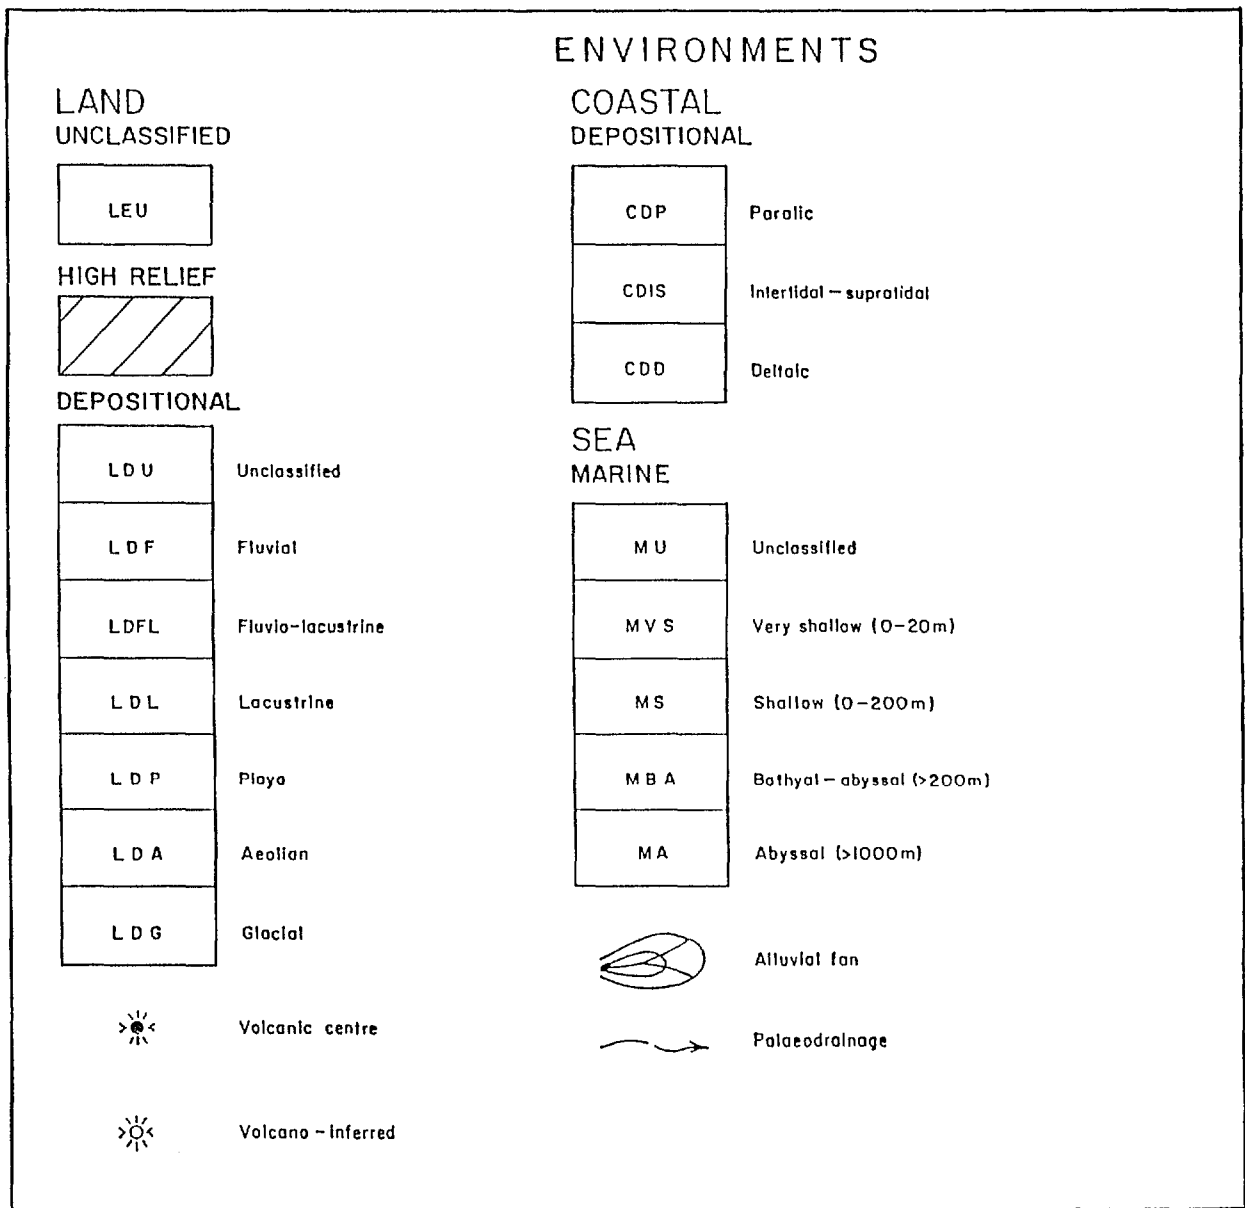 ENVIRONMENTS
LAND
UNCLASSIFIED
LEU
HIGH RELIEF
DEPOSITIONAL
LDU Unclassified
LDF Fluvial
LDFL Fluvio-lacustrine
LDL Lacustrine
LDP Playa
LDA Aeolian
LDG Glacial
Volcanic centre
Volcano - inferred
COASTAL
DEPOSITIONAL
CDP Paralic
CDIS Intertidal - supratidal
CDD Deltaic
SEA
MARINE
MU Unclassified
MVS Very shallow (0-20m)
MS Shallow (0-200m)
MBA Bathyal - abyssal (>200m)
MA Abyssal (>1000m)
Alluvial fan
Palaeodrainage